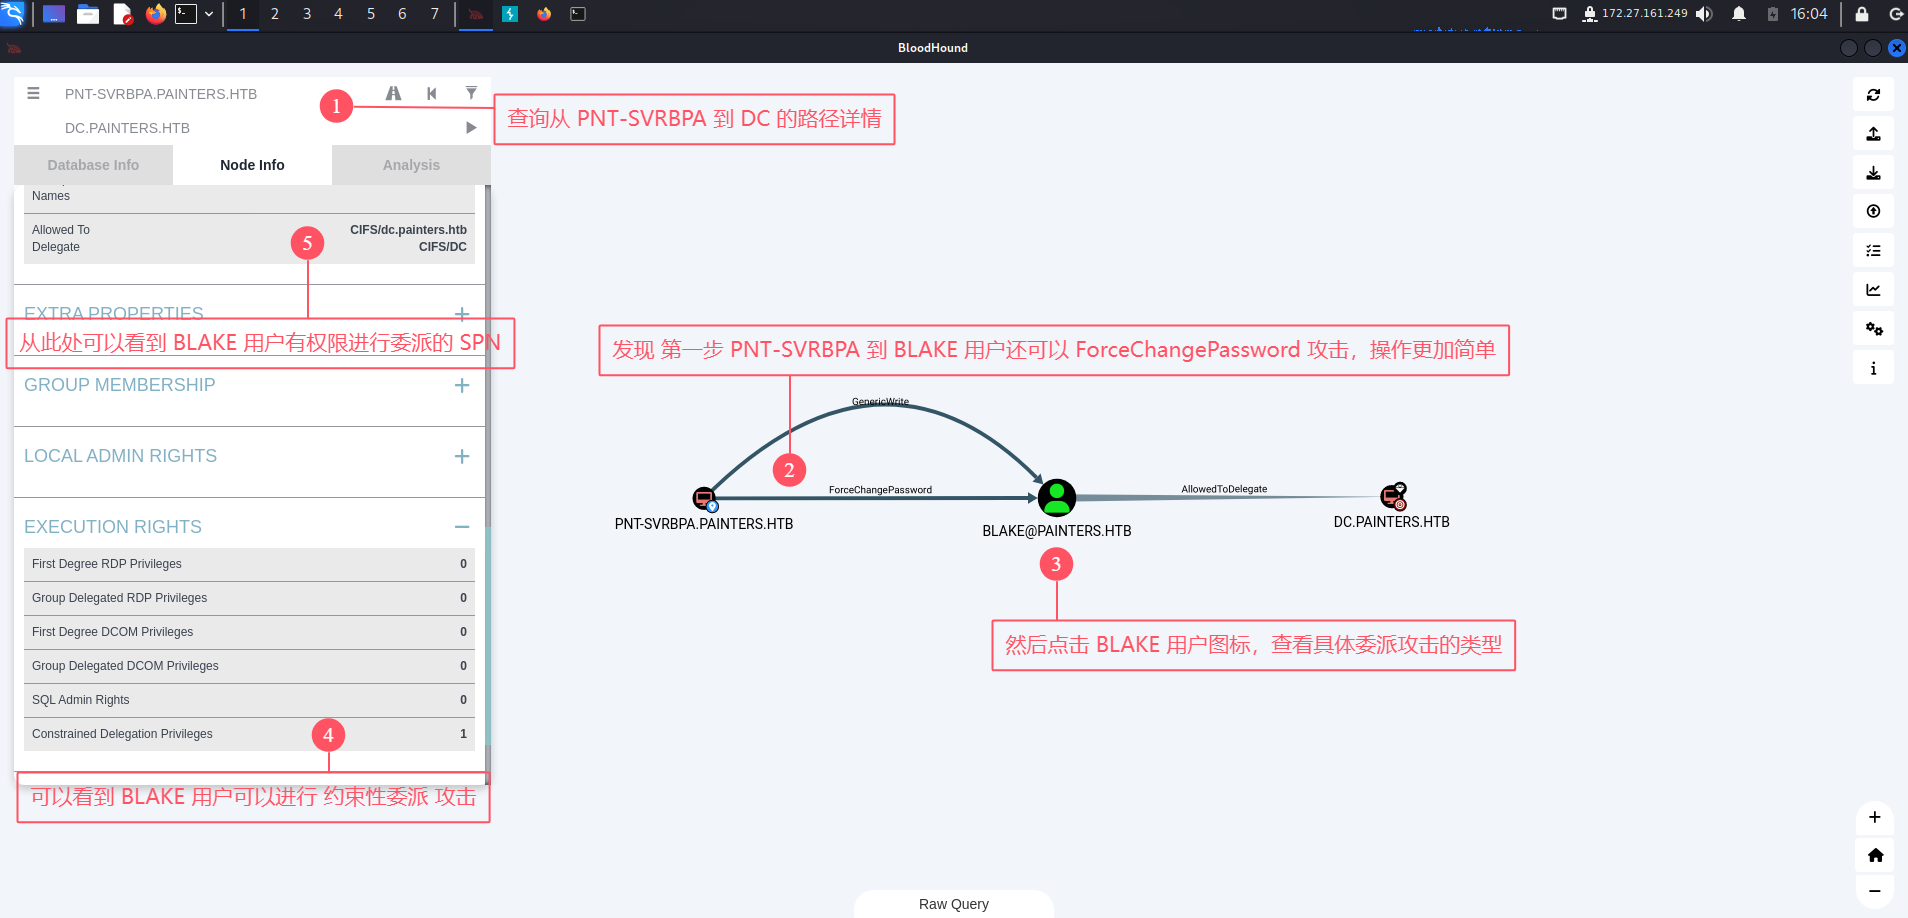 1 2 3 4 5 6 7
172.27.161.249
16:04
BloodHound
PNT-SVRBPA.PAINTERS.HTB
DC.PAINTERS.HTB
1
查询从 PNT-SVRBPA 到 DC 的路径详情
Database Info
Node Info
Analysis
Names
Allowed To
Delegate
CIFS/dc.painters.htb
CIFS/DC
5
EXTRA PROPERTIES
从此处可以看到 BLAKE 用户有权限进行委派的 SPN
GROUP MEMBERSHIP
LOCAL ADMIN RIGHTS
EXECUTION RIGHTS
First Degree RDP Privileges 0
Group Delegated RDP Privileges 0
First Degree DCOM Privileges 0
Group Delegated DCOM Privileges 0
SQL Admin Rights 0
Constrained Delegation Privileges 1
4
可以看到 BLAKE 用户可以进行 约束性委派 攻击
发现 第一步 PNT-SVRBPA 到 BLAKE 用户还可以 ForceChangePassword 攻击，操作更加简单
GenericWrite
2
ForceChangePassword
AllowedToDelegate
PNT-SVRBPA.PAINTERS.HTB
BLAKE@PAINTERS.HTB
DC.PAINTERS.HTB
3
然后点击 BLAKE 用户图标，查看具体委派攻击的类型
Raw Query